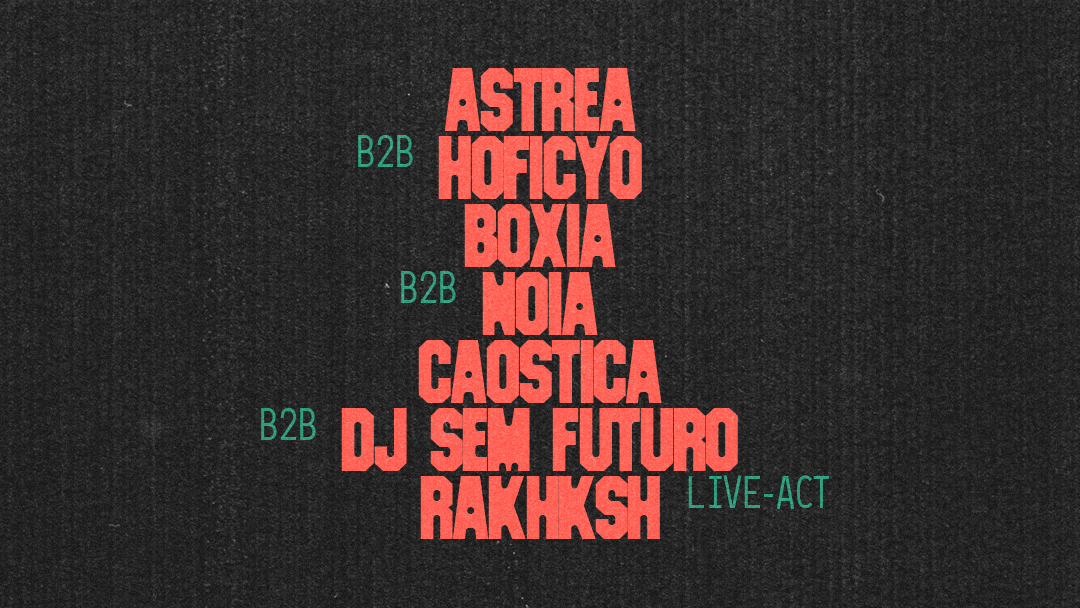 ASTREA
B2B HOFICYO
BOXIA
B2B NOIA
CAOSTICA
B2B DJ SEM FUTURO
RAKHKSH LIVE-ACT